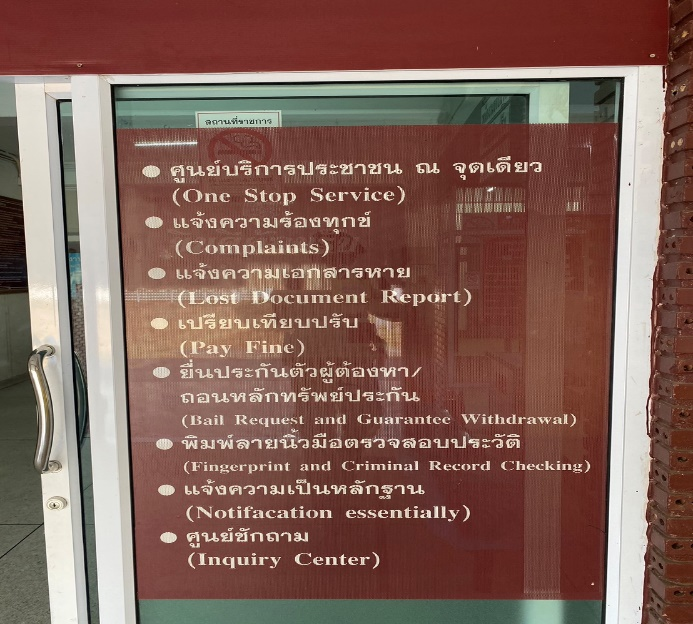 สถานที่ราชการ
● ศูนย์บริการประชาชน ณ จุดเดียว
(One Stop Service)
● แจ้งความร้องทุกข์
(Complaints)
● แจ้งความเอกสารหาย
(Lost Document Report)
● เปรียบเทียบปรับ
(Pay Fine)
● ยื่นประกันตัวผู้ต้องหา/
ถอนหลักทรัพย์ประกัน
(Bail Request and Guarantee Withdrawal)
● พิมพ์ลายนิ้วมือตรวจสอบประวัติ
(Fingerprint and Criminal Record Checking)
● แจ้งความเป็นหลักฐาน
(Notifacation essentially)
● ศูนย์ซักถาม
(Inquiry Center)